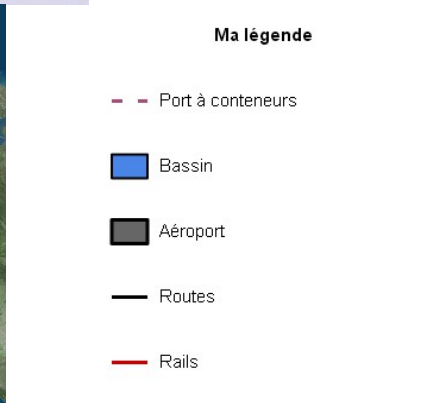 Ma légende
Port à conteneurs
Bassin
Aéroport
Routes
Rails